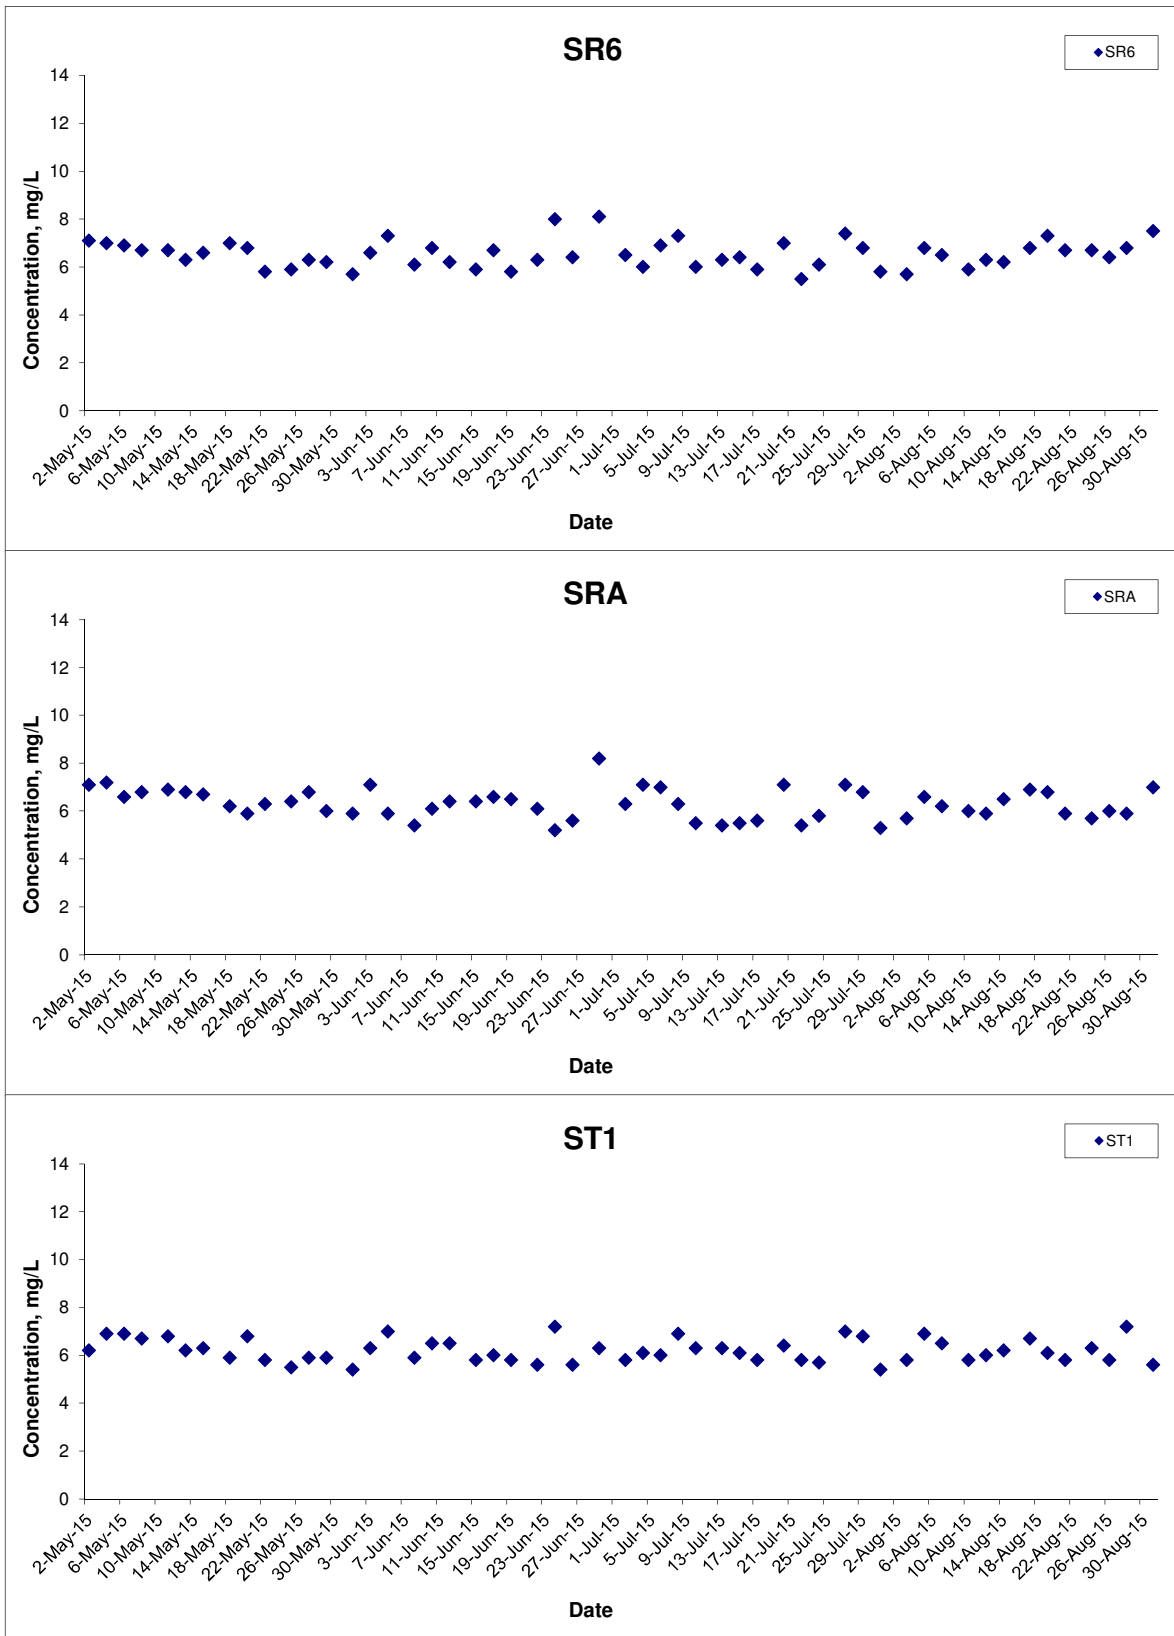 SR6
SR6
14
12
10
8
6
4
2
0
Concentration, mg/L
2-May-15
6-May-15
10-May-15
14-May-15
18-May-15
22-May-15
26-May-15
30-May-15
3-Jun-15
7-Jun-15
11-Jun-15
15-Jun-15
19-Jun-15
23-Jun-15
27-Jun-15
1-Jul-15
5-Jul-15
9-Jul-15
13-Jul-15
17-Jul-15
21-Jul-15
25-Jul-15
29-Jul-15
2-Aug-15
6-Aug-15
10-Aug-15
14-Aug-15
18-Aug-15
22-Aug-15
26-Aug-15
30-Aug-15
Date
SRA
SRA
14
12
10
8
6
4
2
0
Concentration, mg/L
2-May-15
6-May-15
10-May-15
14-May-15
18-May-15
22-May-15
26-May-15
30-May-15
3-Jun-15
7-Jun-15
11-Jun-15
15-Jun-15
19-Jun-15
23-Jun-15
27-Jun-15
1-Jul-15
5-Jul-15
9-Jul-15
13-Jul-15
17-Jul-15
21-Jul-15
25-Jul-15
29-Jul-15
2-Aug-15
6-Aug-15
10-Aug-15
14-Aug-15
18-Aug-15
22-Aug-15
26-Aug-15
30-Aug-15
Date
ST1
ST1
14
12
10
8
6
4
2
0
Concentration, mg/L
2-May-15
6-May-15
10-May-15
14-May-15
18-May-15
22-May-15
26-May-15
30-May-15
3-Jun-15
7-Jun-15
11-Jun-15
15-Jun-15
19-Jun-15
23-Jun-15
27-Jun-15
1-Jul-15
5-Jul-15
9-Jul-15
13-Jul-15
17-Jul-15
21-Jul-15
25-Jul-15
29-Jul-15
2-Aug-15
6-Aug-15
10-Aug-15
14-Aug-15
18-Aug-15
22-Aug-15
26-Aug-15
30-Aug-15
Date